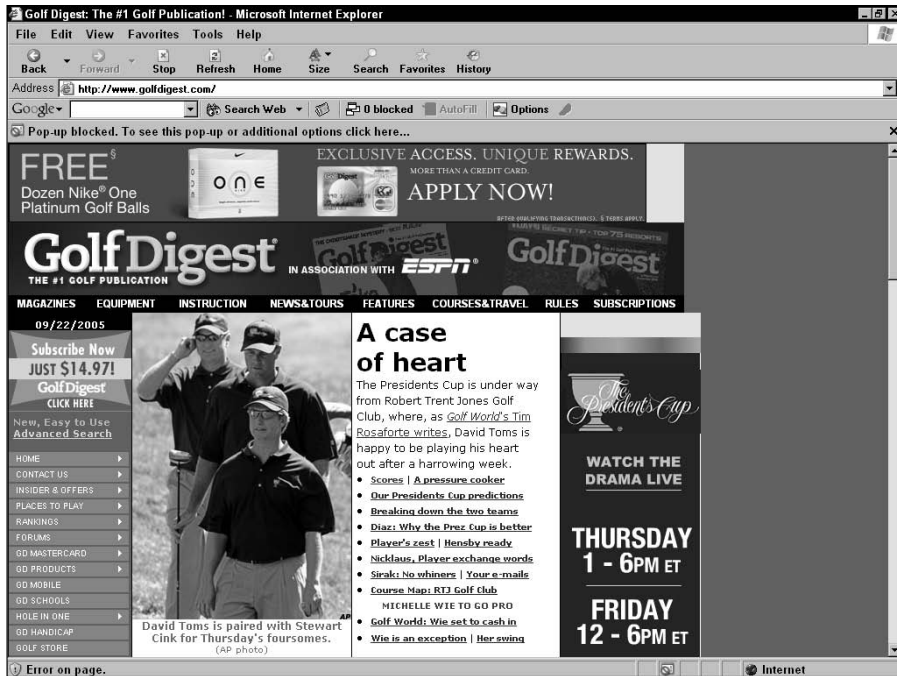 Golf Digest: The #1 Golf Publication! - Microsoft Internet Explorer
File Edit View Favorites Tools Help
Back Forward Stop Refresh Home Size Search Favorites History
Address http://www.golfdigest.com/
Google Search Web 0 blocked AutoFill Options
Pop-up blocked. To see this pop-up or additional options click here...
FREE§
Dozen Nike® One
Platinum Golf Balls
one
EXCLUSIVE ACCESS. UNIQUE REWARDS.
MORE THAN A CREDIT CARD.
APPLY NOW!
AFTER QUALIFYING TRANSACTION(S). § TERMS APPLY.
GolfDigest®
THE #1 GOLF PUBLICATION
IN ASSOCIATION WITH ESPN®
GolfDigest
GolfDigest
MAGAZINES EQUIPMENT INSTRUCTION NEWS&TOURS FEATURES COURSES&TRAVEL RULES SUBSCRIPTIONS
09/22/2005
Subscribe Now
JUST $14.97!
GolfDigest
CLICK HERE
New, Easy to Use
Advanced Search
HOME
CONTACT US
INSIDER & OFFERS
PLACES TO PLAY
RANKINGS
FORUMS
GD MASTERCARD
GD PRODUCTS
GD MOBILE
GD SCHOOLS
HOLE IN ONE
GD HANDICAP
GOLF STORE
AP
David Toms is paired with Stewart
Cink for Thursday's foursomes.
(AP photo)
A case
of heart
The Presidents Cup is under way
from Robert Trent Jones Golf
Club, where, as Golf World's Tim
Rosaforte writes, David Toms is
happy to be playing his heart
out after a harrowing week.
• Scores | A pressure cooker
• Our Presidents Cup predictions
• Breaking down the two teams
• Diaz: Why the Prez Cup is better
• Player's zest | Hensby ready
• Nicklaus, Player exchange words
• Sirak: No whiners | Your e-mails
• Course Map: RTJ Golf Club
MICHELLE WIE TO GO PRO
• Golf World: Wie set to cash in
• Wie is an exception | Her swing
The
Presidents Cup
WATCH THE
DRAMA LIVE
THURSDAY
1 - 6PM ET
FRIDAY
12 - 6PM ET
Error on page. Internet